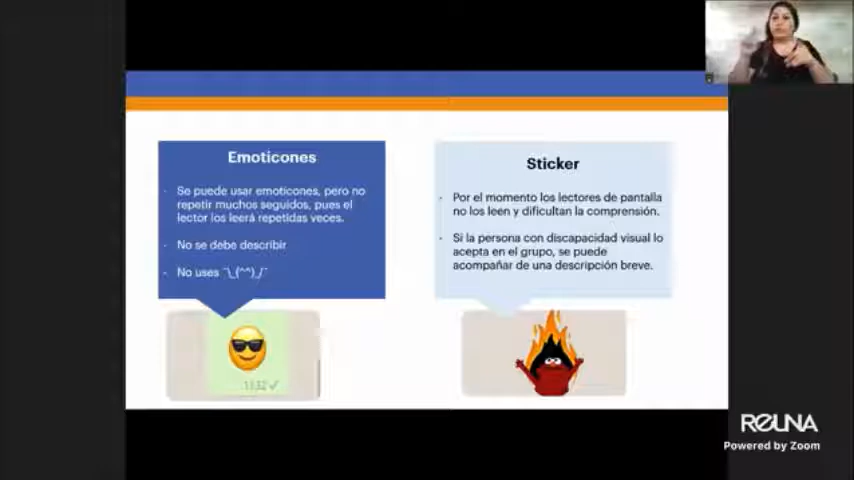 Emoticones
- Se puede usar emoticones, pero no
repetir muchos seguidos, pues el
lector los leerá repetidas veces.
- No se debe describir
- No uses ¯\_(^^)_/¯
11:32 ✓
Sticker
- Por el momento los lectores de pantalla
no los leen y dificultan la comprensión.
- Si la persona con discapacidad visual lo
acepta en el grupo, se puede
acompañar de una descripción breve.
REUNA
Powered by Zoom